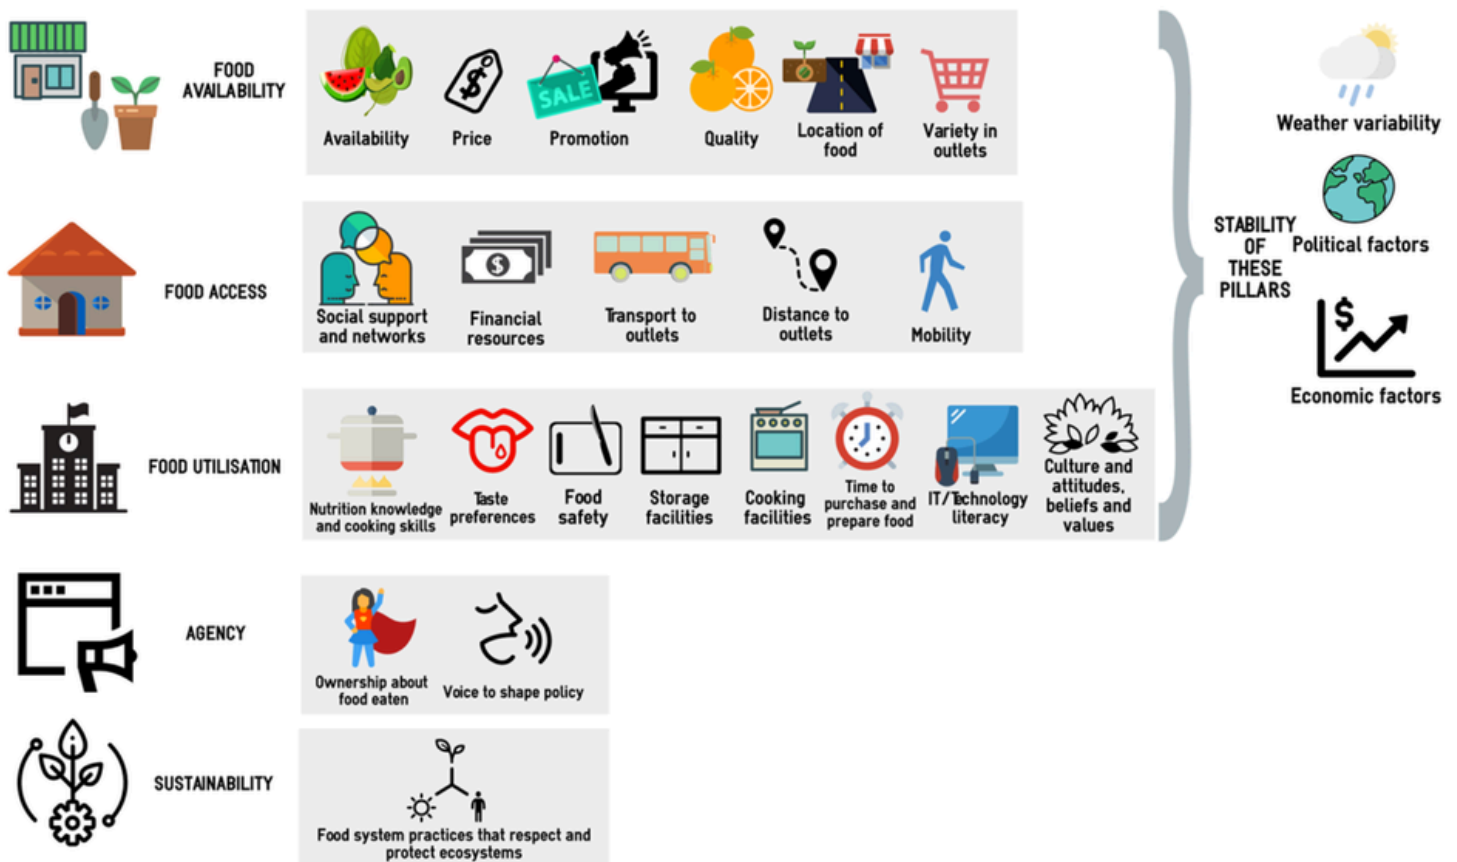 FOOD
AVAILABILITY
SALE
Availability
Price
Promotion
Quality
Location of
food
Variety in
outlets
FOOD ACCESS
Social support
and networks
Financial
resources
Transport to
outlets
Distance to
outlets
Mobility
FOOD UTILISATION
Nutrition knowledge
and cooking skills
Taste
preferences
Food
safety
Storage
facilities
Cooking
facilities
Time to
purchase and
prepare food
IT/Technology
literacy
Culture and
attitudes,
beliefs and
values
AGENCY
Ownership about
food eaten
Voice to shape policy
SUSTAINABILITY
Food system practices that respect and
protect ecosystems
STABILITY
OF
THESE
PILLARS
Weather variability
Political factors
$
Economic factors